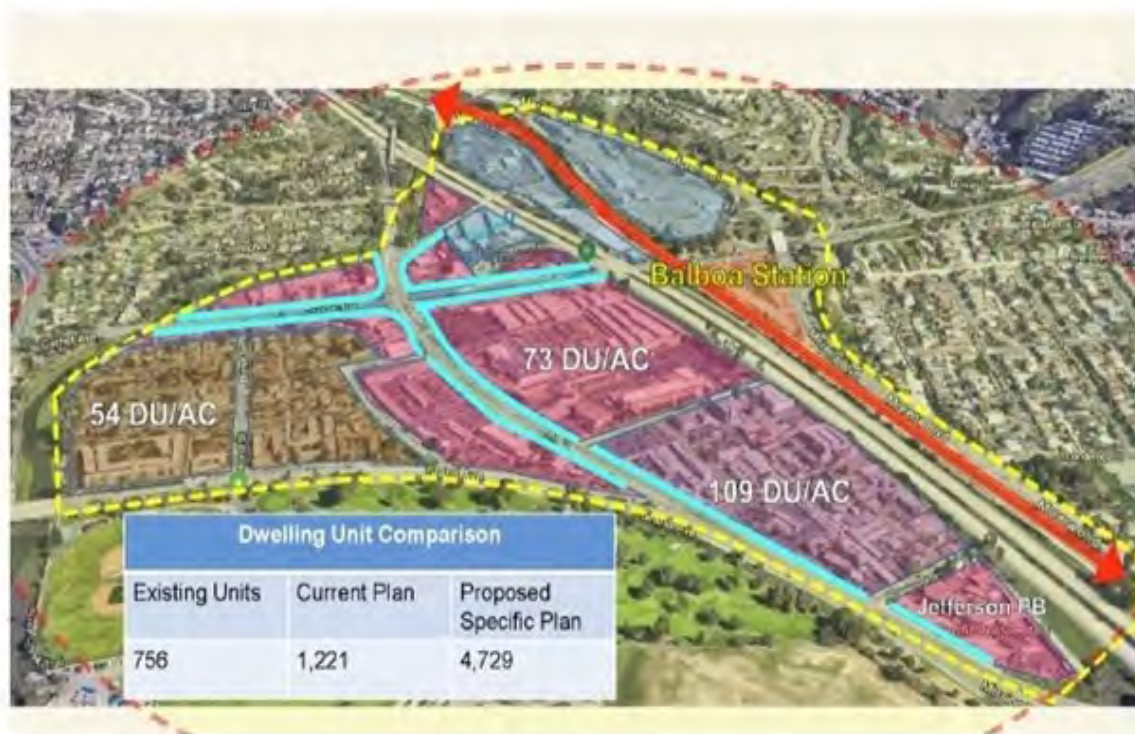 Balboa Station
73 DU/AC
54 DU/AC
109 DU/AC
Jefferson PB
Dwelling Unit Comparison
Existing Units
Current Plan
Proposed
Specific Plan
756
1,221
4,729